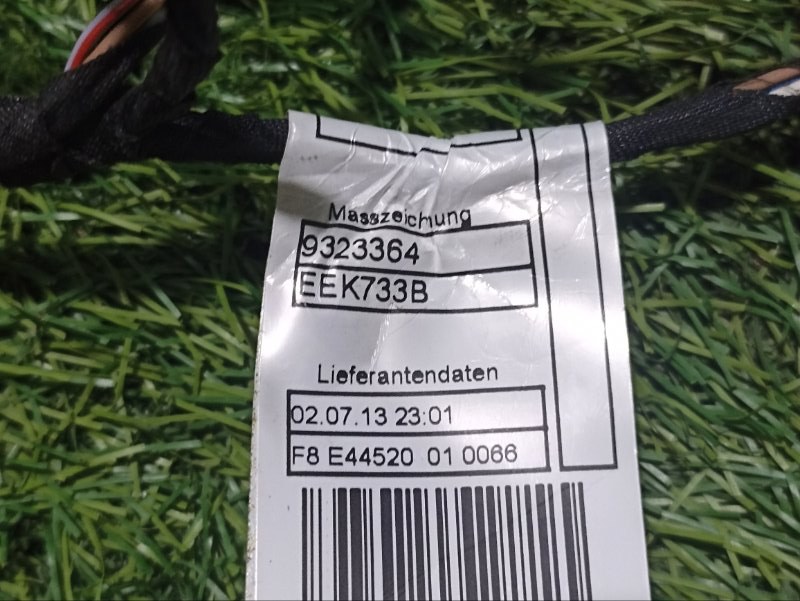 Masszeichung
9323364
EEK733B
Lieferantendaten
02.07.13 23:01
F8 E44520 01 0066